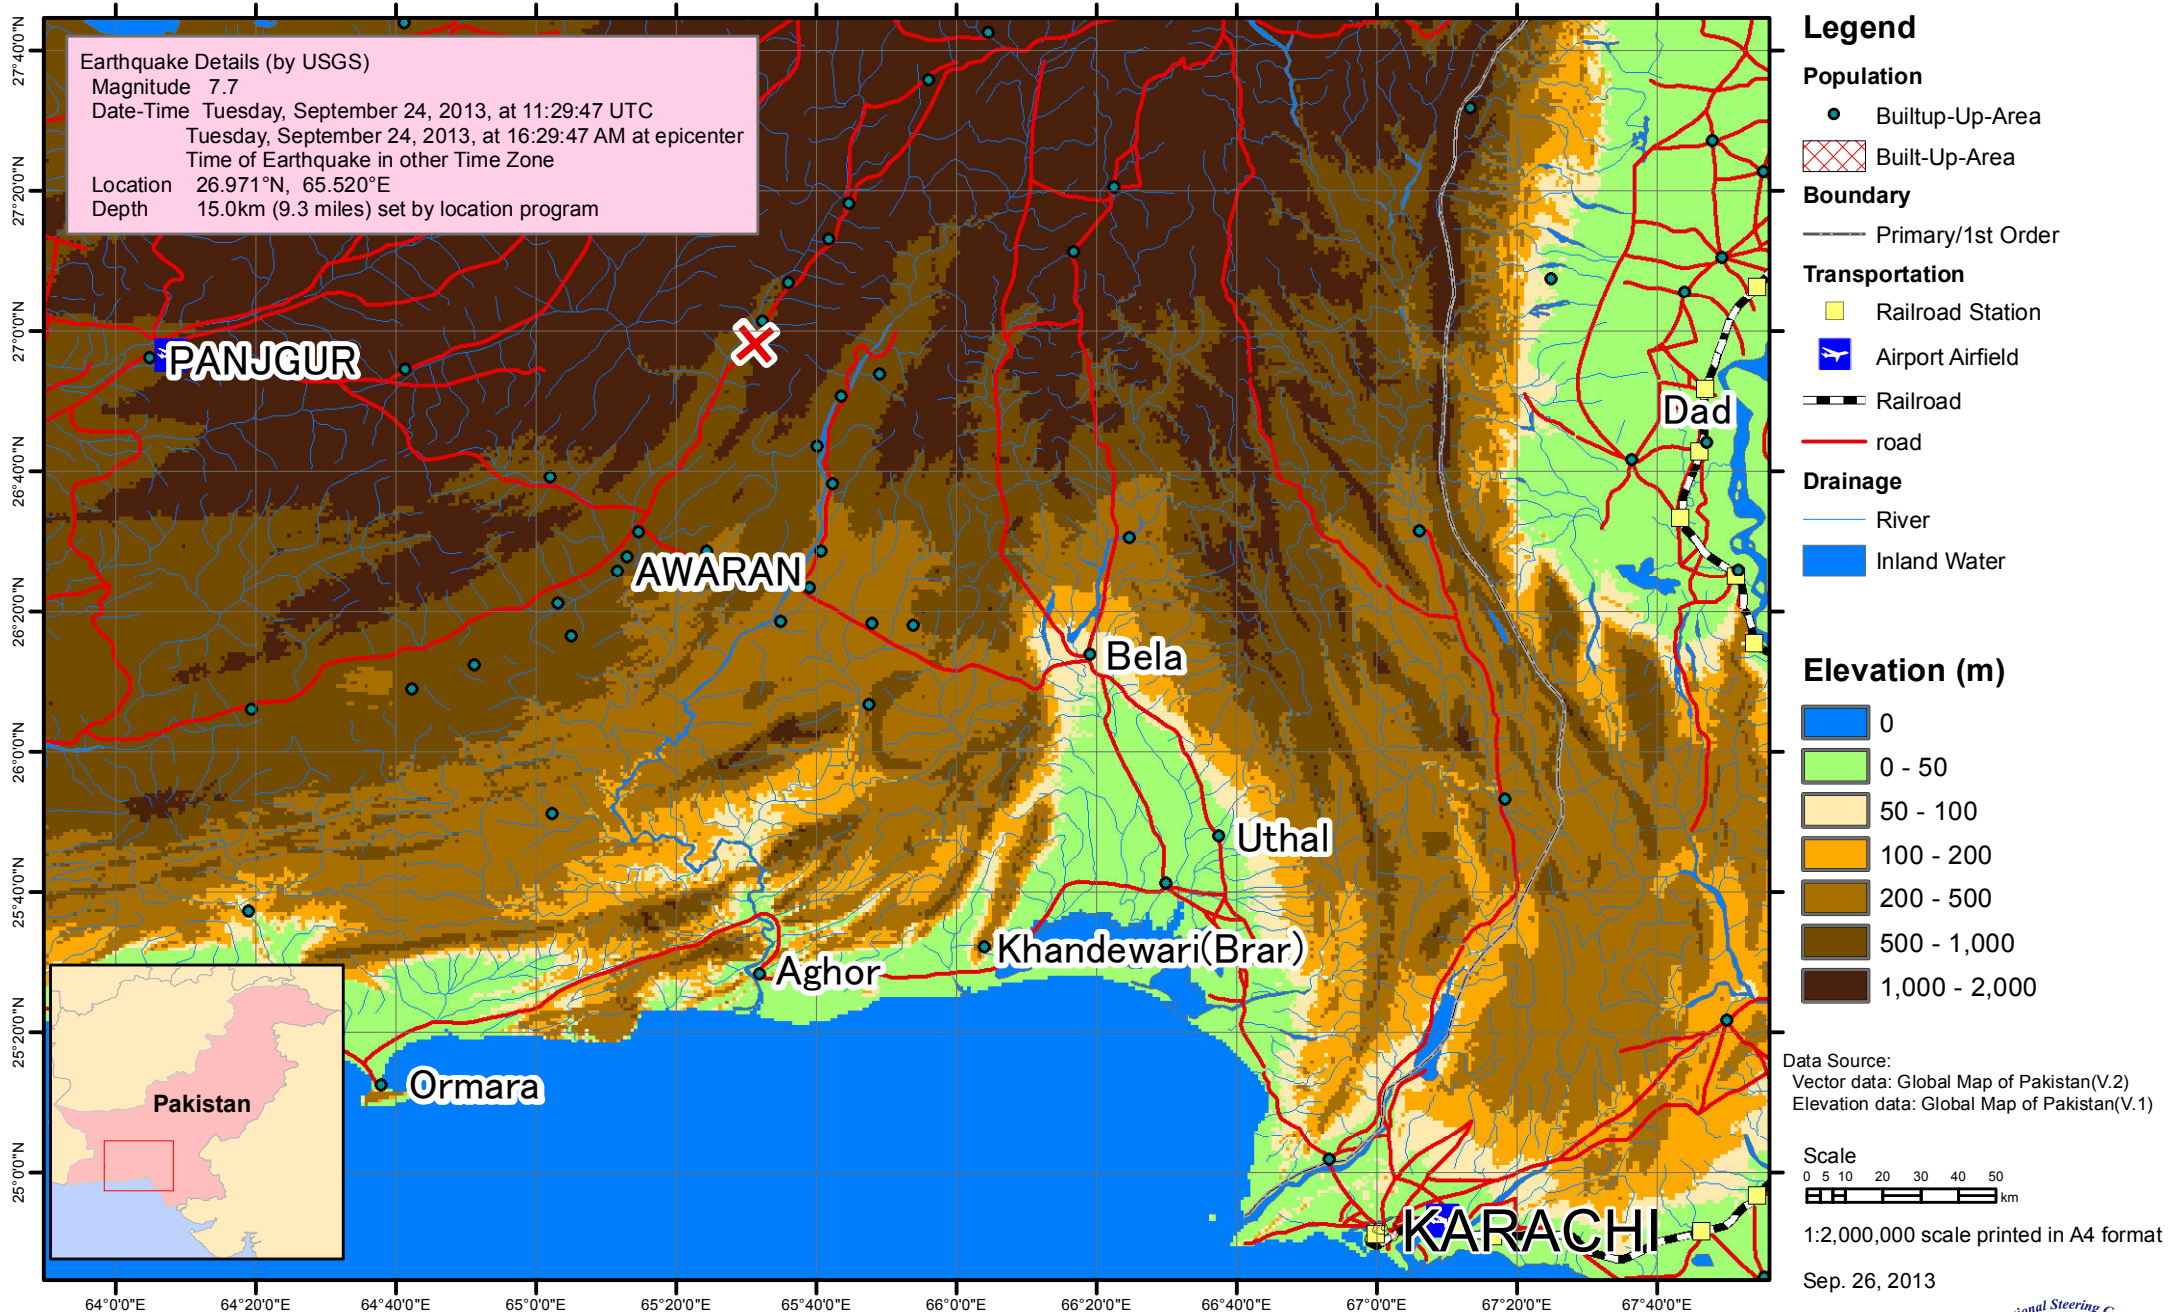 Earthquake Details (by USGS)
Magnitude 7.7
Date-Time Tuesday, September 24, 2013, at 11:29:47 UTC
Tuesday, September 24, 2013, at 16:29:47 AM at epicenter
Time of Earthquake in other Time Zone
Location 26.971°N, 65.520°E
Depth 15.0km (9.3 miles) set by location program
27°40'0"N
27°20'0"N
27°0'0"N
26°40'0"N
26°20'0"N
26°0'0"N
25°40'0"N
25°20'0"N
25°0'0"N
PANJGUR
Dad
AWARAN
Bela
Uthal
Khandewari(Brar)
Aghor
Ormara
KARACHI
Pakistan
64°0'0"E
64°20'0"E
64°40'0"E
65°0'0"E
65°20'0"E
65°40'0"E
66°0'0"E
66°20'0"E
66°40'0"E
67°0'0"E
67°20'0"E
67°40'0"E
Legend
Population
Builtup-Up-Area
Built-Up-Area
Boundary
Primary/1st Order
Transportation
Railroad Station
Airport Airfield
Railroad
road
Drainage
River
Inland Water
Elevation (m)
0
0 - 50
50 - 100
100 - 200
200 - 500
500 - 1,000
1,000 - 2,000
Data Source:
Vector data: Global Map of Pakistan(V.2)
Elevation data: Global Map of Pakistan(V.1)
Scale
0 5 10 20 30 40 50
km
1:2,000,000 scale printed in A4 format
Sep. 26, 2013
Steering